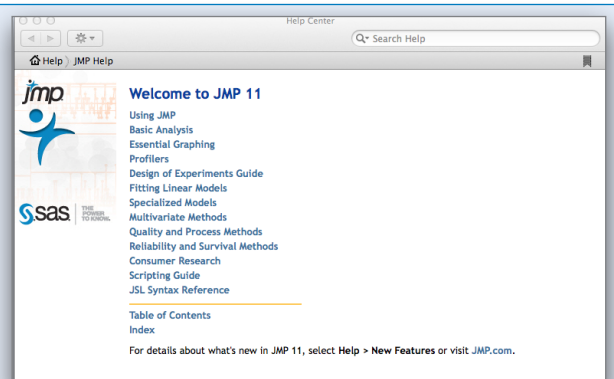 Help Center
Search Help
Help JMP Help
jmp
Welcome to JMP 11
Using JMP
Basic Analysis
Essential Graphing
Profilers
Design of Experiments Guide
Fitting Linear Models
Specialized Models
Multivariate Methods
Quality and Process Methods
Reliability and Survival Methods
Consumer Research
Scripting Guide
JSL Syntax Reference
sas THE POWER TO KNOW.
Table of Contents
Index
For details about what's new in JMP 11, select Help > New Features or visit JMP.com.